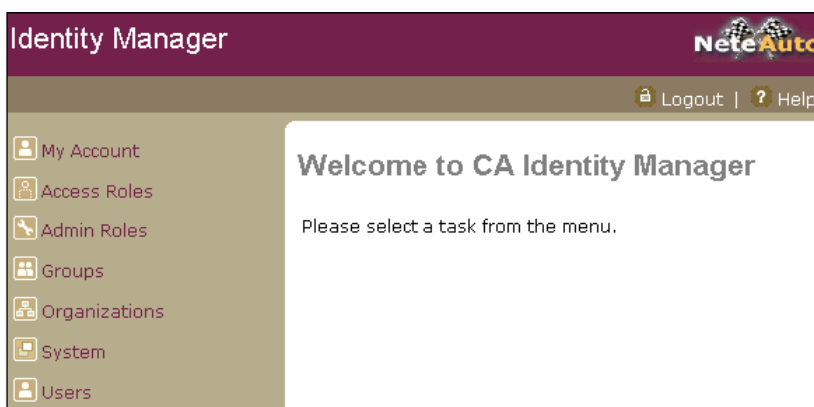 Identity Manager
NeteAuto
Logout | ? Help
My Account
Access Roles
Admin Roles
Groups
Organizations
System
Users
Welcome to CA Identity Manager
Please select a task from the menu.